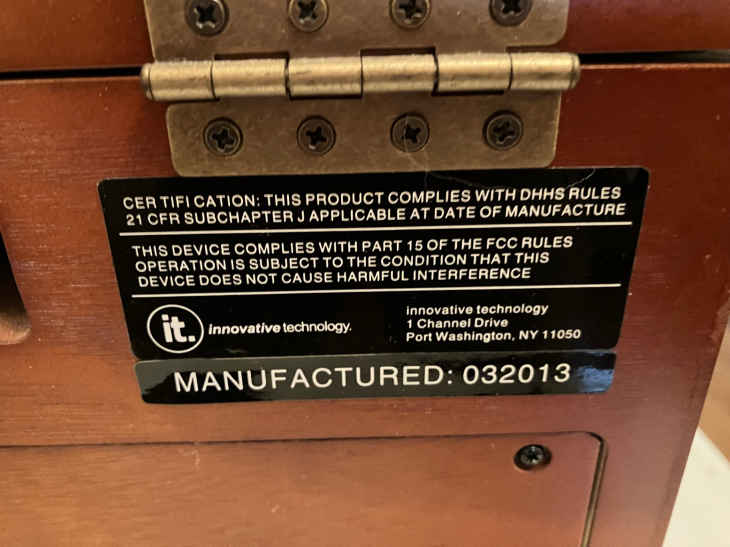 CER TIFI CATION: THIS PRODUCT COMPLIES WITH DHHS RULES
21 CFR SUBCHAPTER J APPLICABLE AT DATE OF MANUFACTURE
THIS DEVICE COMPLIES WITH PART 15 OF THE FCC RULES
OPERATION IS SUBJECT TO THE CONDITION THAT THIS
DEVICE DOES NOT CAUSE HARMFUL INTERFERENCE
it. innovative technology.
innovative technology
1 Channel Drive
Port Washington, NY 11050
MANUFACTURED: 032013